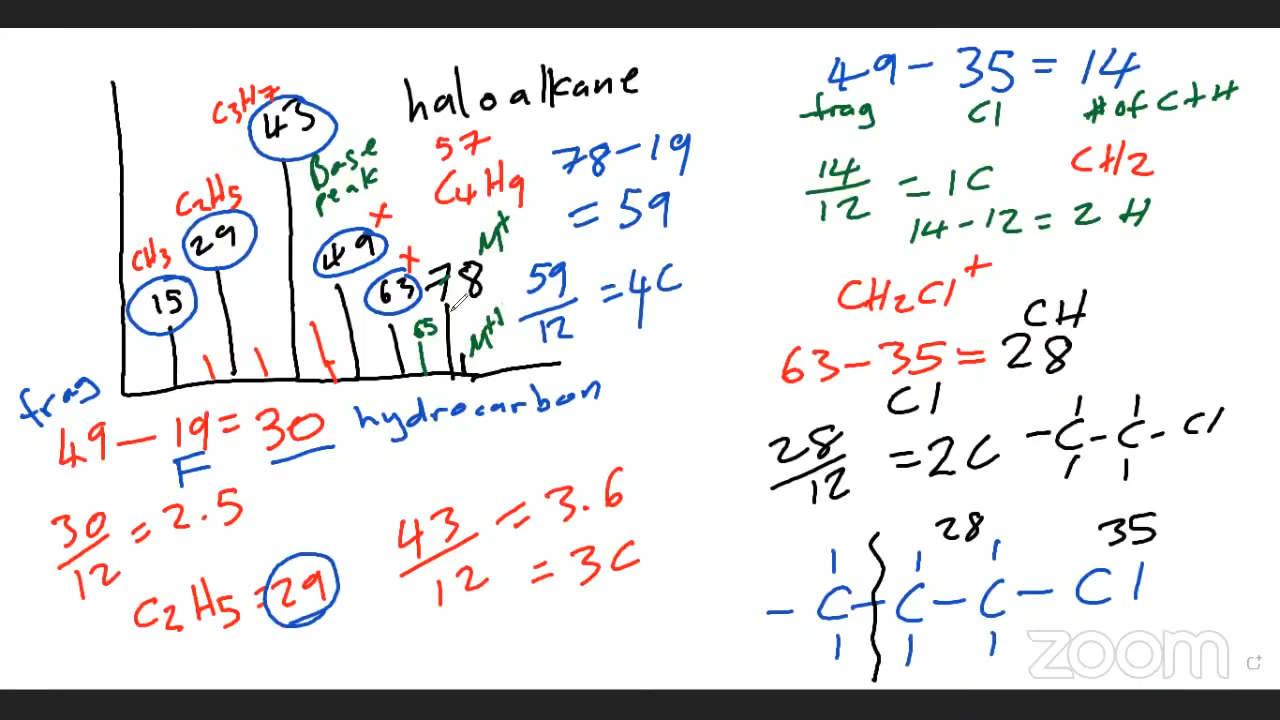 haloalkane
C3H7
43
Base
peak
C2H5
29
CH3
15
49 +
63 +
65
78
M+
M+1
57
C4H9
78-19
= 59
59/12 = 4C
frag
49 - 19 = 30
F
hydrocarbon
30/12 = 2.5
C2H5 = 29
43/12 = 3.6
= 3C
49 - 35 = 14
frag Cl # of C+H
CH2
14/12 = 1C
14-12 = 2 H
CH2Cl+
CH
63-35 = 28
Cl
28/12 = 2C
-C-C-Cl
28 35
-C-C-C-Cl
zoom